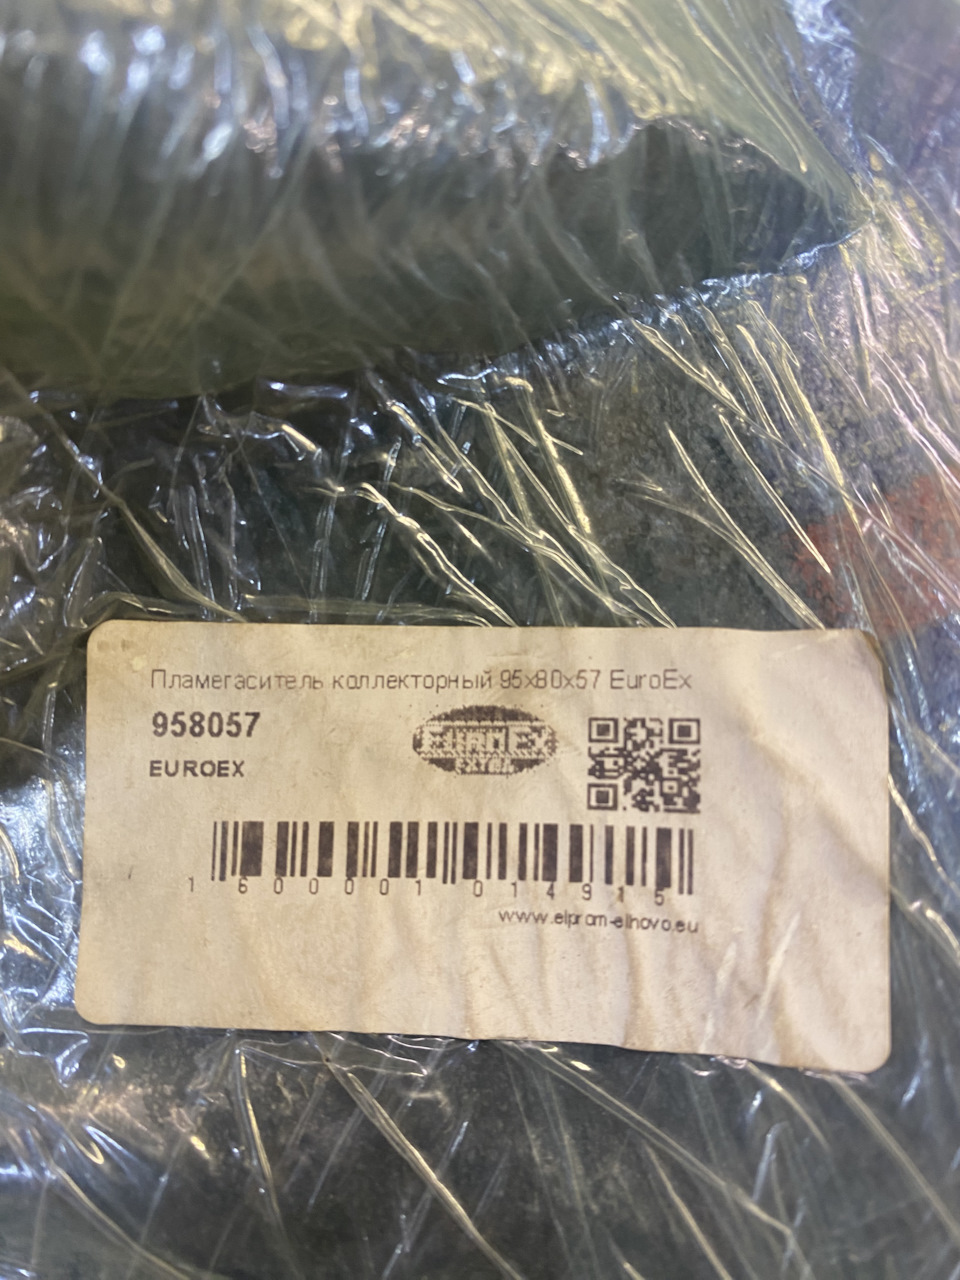 Пламегаситель коллекторный 95x80x57 EuroEx
958057
EUROEX
1 600001 014915
www.elprom-elhovo.eu